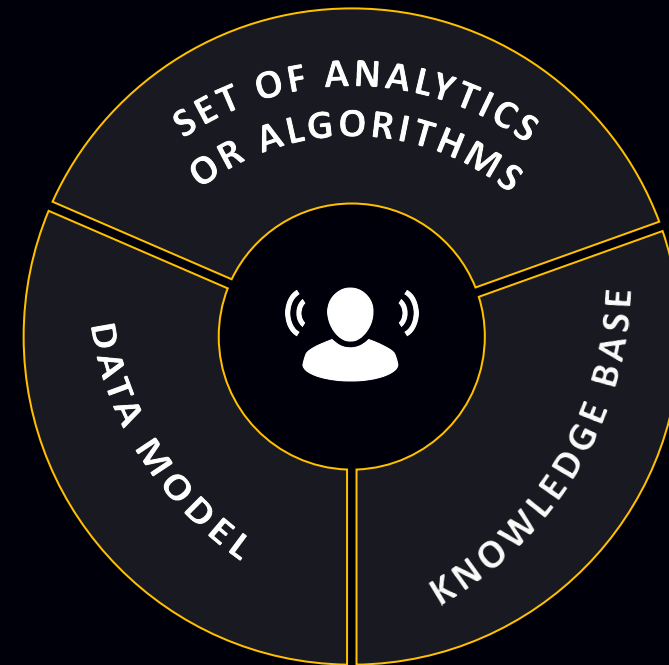 SET OF ANALYTICS
OR ALGORITHMS
DATA MODEL
KNOWLEDGE BASE